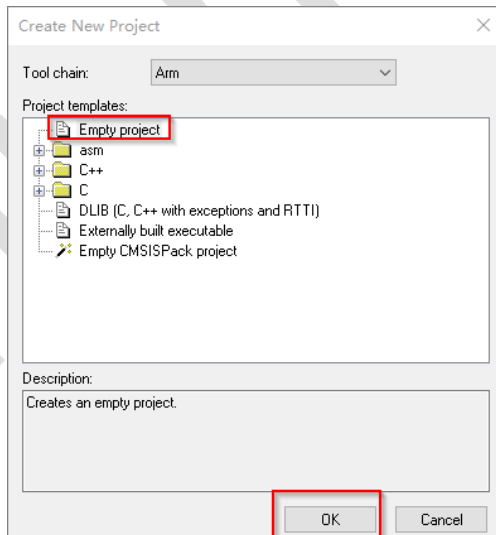 Create New Project
Tool chain: Arm
Project templates:
Empty project
asm
C++
C
DLIB (C, C++ with exceptions and RTTI)
Externally built executable
Empty CMSISPack project
Description:
Creates an empty project.
OK Cancel